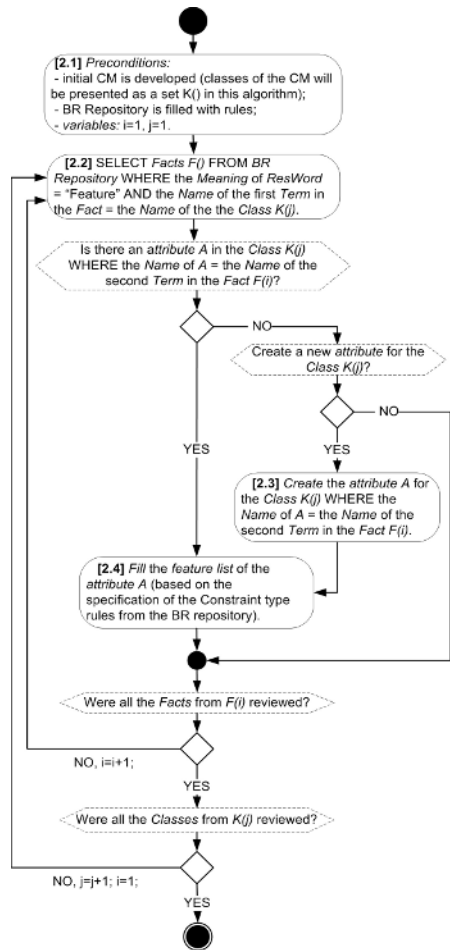 [2.1] Preconditions:
- initial CM is developed (classes of the CM will
be presented as a set K() in this algorithm);
- BR Repository is filled with rules;
- variables: i=1, j=1.
[2.2] SELECT Facts F() FROM BR
Repository WHERE the Meaning of ResWord
= “Feature” AND the Name of the first Term in
the Fact = the Name of the the Class K(j).
Is there an attribute A in the Class K(j)
WHERE the Name of A = the Name of the
second Term in the Fact F(i)?
NO
Create a new attribute for the
Class K(j)?
NO
YES
YES
[2.3] Create the attribute A for
the Class K(j) WHERE the
Name of A = the Name of the
second Term in the Fact F(i).
[2.4] Fill the feature list of the
attribute A (based on the
specification of the Constraint type
rules from the BR repository).
Were all the Facts from F(i) reviewed?
NO, i=i+1;
YES
Were all the Classes from K(j) reviewed?
NO, j=j+1; i=1;
YES